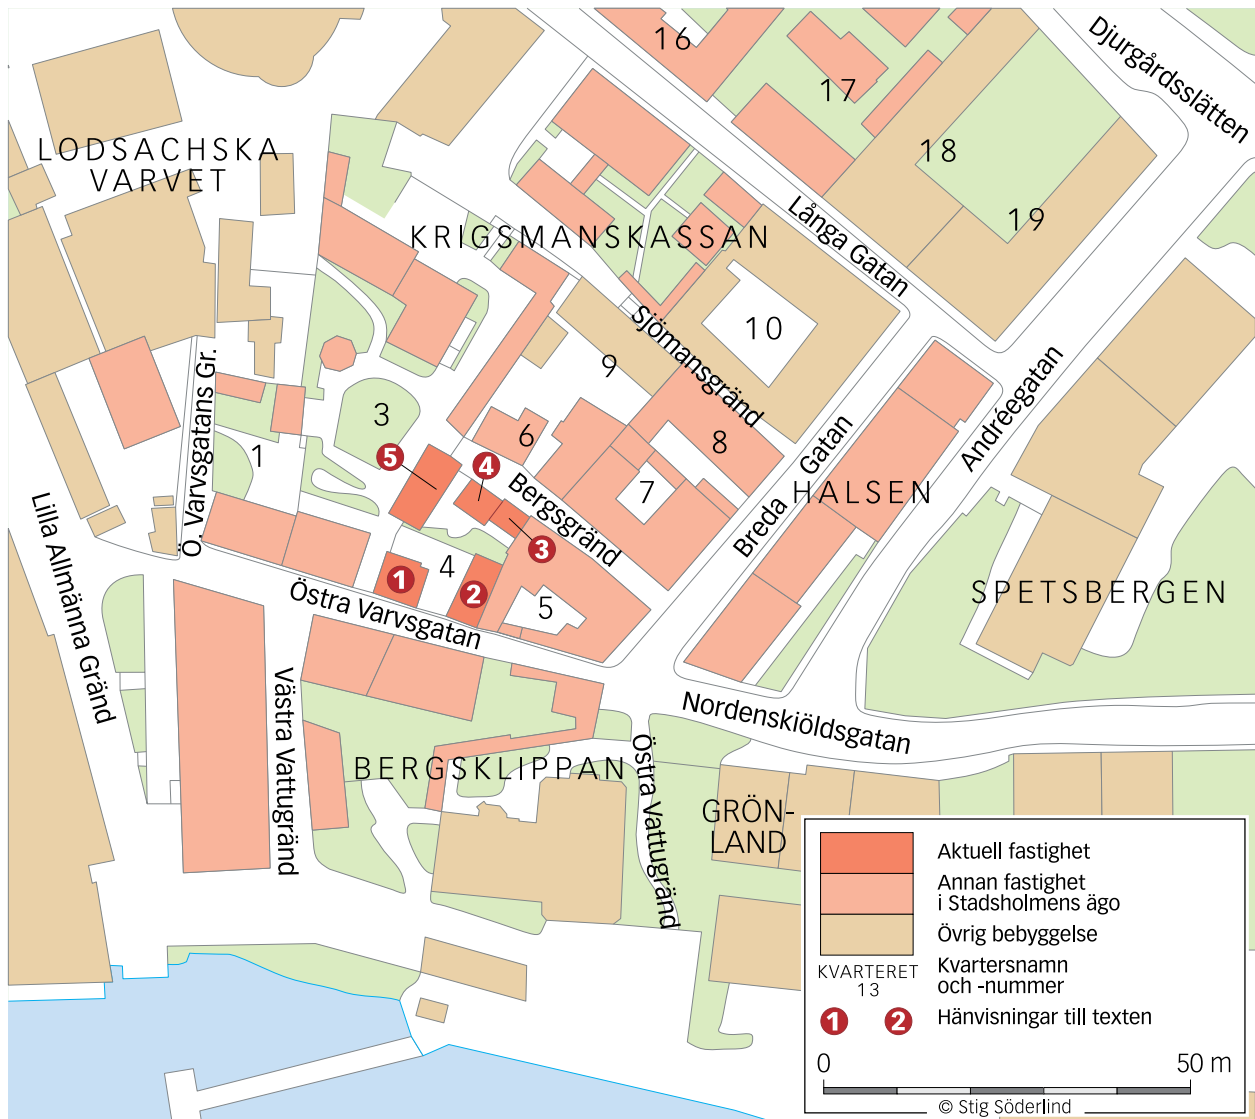 Djurgårdsslätten
16
17
18
19
LODSACHSKA
VARVET
KRIGSMANSKASSAN
Långa Gatan
Sjömansgränd
10
9
8
7
6
3
1
Ö. Varvsgatans Gr.
5
4
Bergsgränd
3
Breda Gatan
HALSEN
Andréegatan
Lilla Allmänna Gränd
1
4
2
5
Östra Varvsgatan
SPETSBERGEN
Västra Vattugränd
Nordenskiöldsgatan
BERGSKLIPPAN
Östra Vattugränd
GRÖN-
LAND
Aktuell fastighet
Annan fastighet
i Stadsholmens ägo
Övrig bebyggelse
KVARTERET
13
Kvartersnamn
och -nummer
1 2 Hänvisningar till texten
0 50 m
© Stig Söderlind